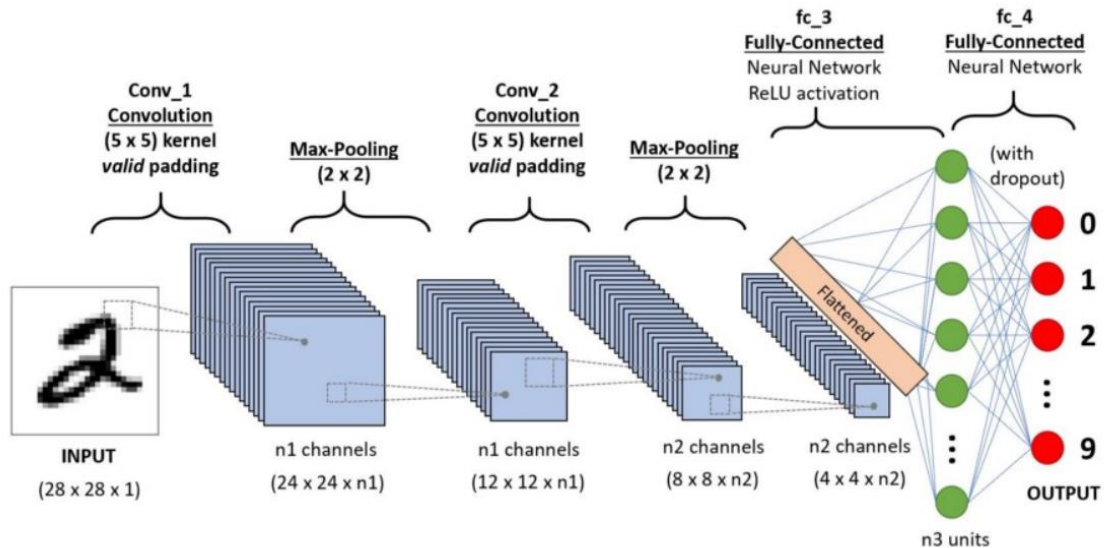 fc_3
Fully-Connected
Neural Network
ReLU activation
fc_4
Fully-Connected
Neural Network
Conv_1
Convolution
(5 x 5) kernel
valid padding
Max-Pooling
(2 x 2)
Conv_2
Convolution
(5 x 5) kernel
valid padding
Max-Pooling
(2 x 2)
(with
dropout)
Flattened
0
1
2
9
INPUT
(28 x 28 x 1)
n1 channels
(24 x 24 x n1)
n1 channels
(12 x 12 x n1)
n2 channels
(8 x 8 x n2)
n2 channels
(4 x 4 x n2)
OUTPUT
n3 units